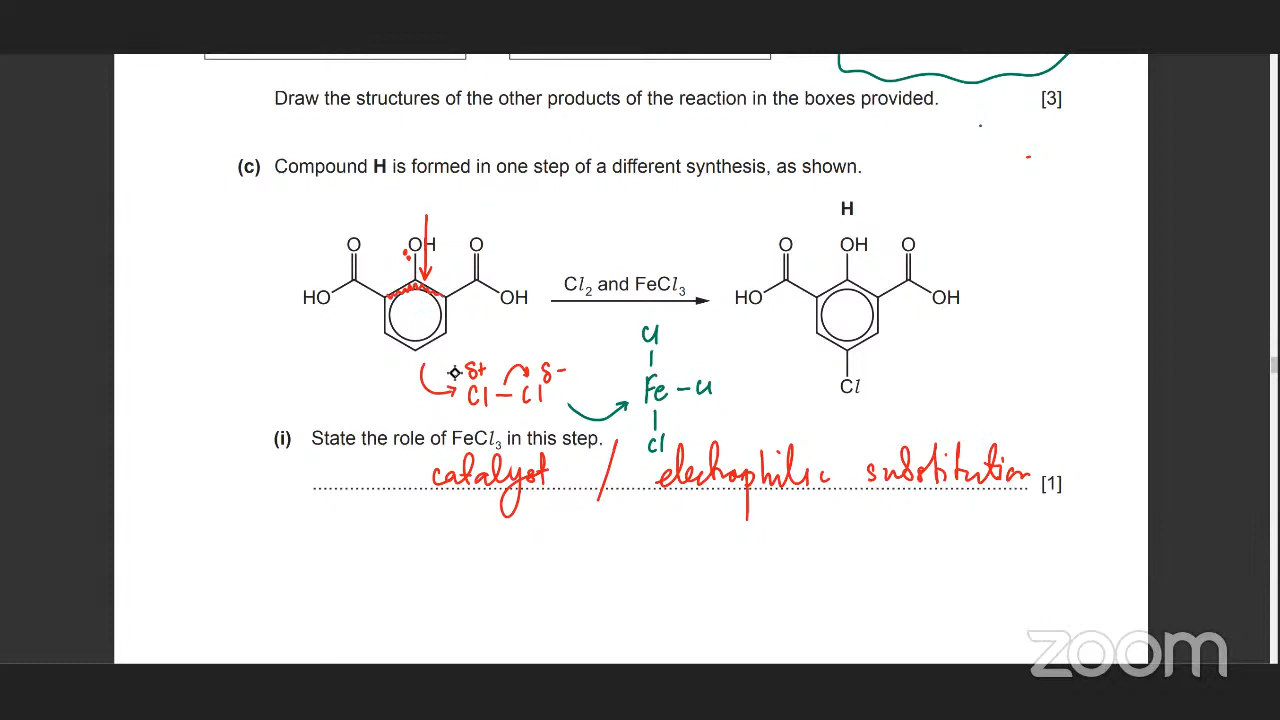 Draw the structures of the other products of the reaction in the boxes provided. [3]
(c) Compound H is formed in one step of a different synthesis, as shown.
H
O OH O O OH O
HO OH Cl2 and FeCl3 HO OH
Cl
δ+ δ-
Cl – Cl Fe – Cl Cl
Cl
(i) State the role of FeCl3 in this step.
catalyst / electrophilic substitution [1]
zoom